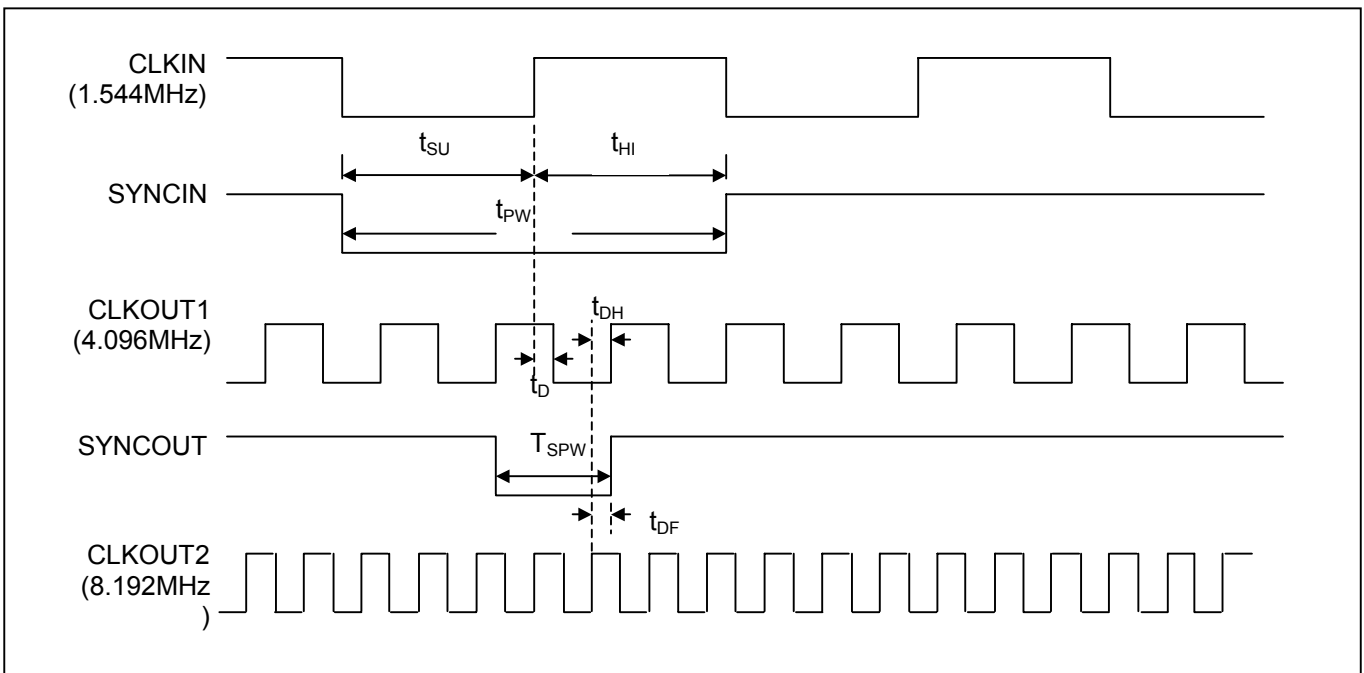 CLKIN
(1.544MHz)
tSU
tHI
SYNCIN
tPW
CLKOUT1
(4.096MHz)
tDH
tD
SYNCOUT
TSPW
tDF
CLKOUT2
(8.192MHz
)